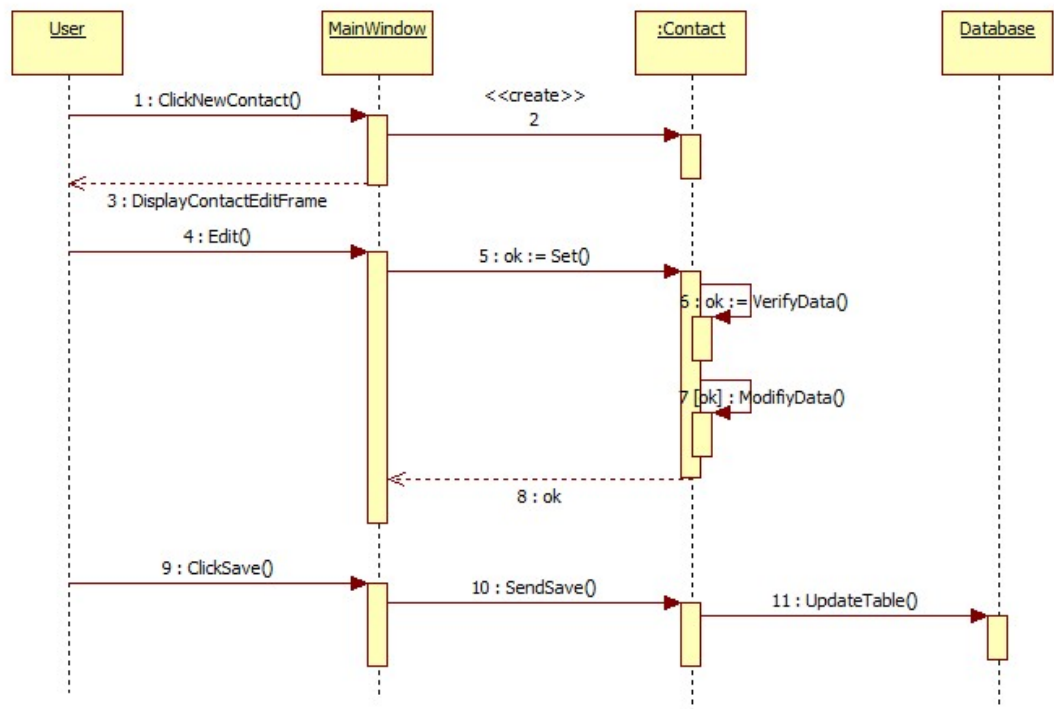 User
MainWindow
:Contact
Database
1 : ClickNewContact()
<<create>>
2
3 : DisplayContactEditFrame
4 : Edit()
5 : ok := Set()
6 : ok := VerifyData()
7 [ok] : ModifiyData()
8 : ok
9 : ClickSave()
10 : SendSave()
11 : UpdateTable()